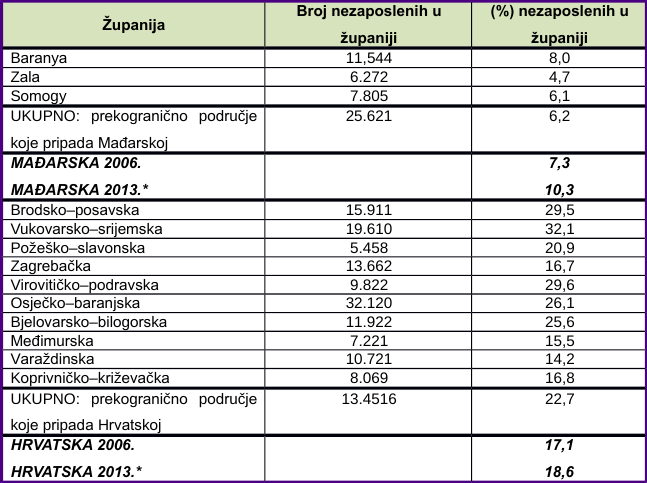 Županija Broj nezaposlenih u županiji (%) nezaposlenih u županiji
Baranya 11,544 8,0
Zala 6.272 4,7
Somogy 7.805 6,1
UKUPNO: prekogranično područje 25.621 6,2
koje pripada Mađarskoj
MAĐARSKA 2006. 7,3
MAĐARSKA 2013.* 10,3
Brodsko–posavska 15.911 29,5
Vukovarsko–srijemska 19.610 32,1
Požeško–slavonska 5.458 20,9
Zagrebačka 13.662 16,7
Virovitičko–podravska 9.822 29,6
Osječko–baranjska 32.120 26,1
Bjelovarsko–bilogorska 11.922 25,6
Međimurska 7.221 15,5
Varaždinska 10.721 14,2
Koprivničko–križevačka 8.069 16,8
UKUPNO: prekogranično područje 13.4516 22,7
koje pripada Hrvatskoj
HRVATSKA 2006. 17,1
HRVATSKA 2013.* 18,6